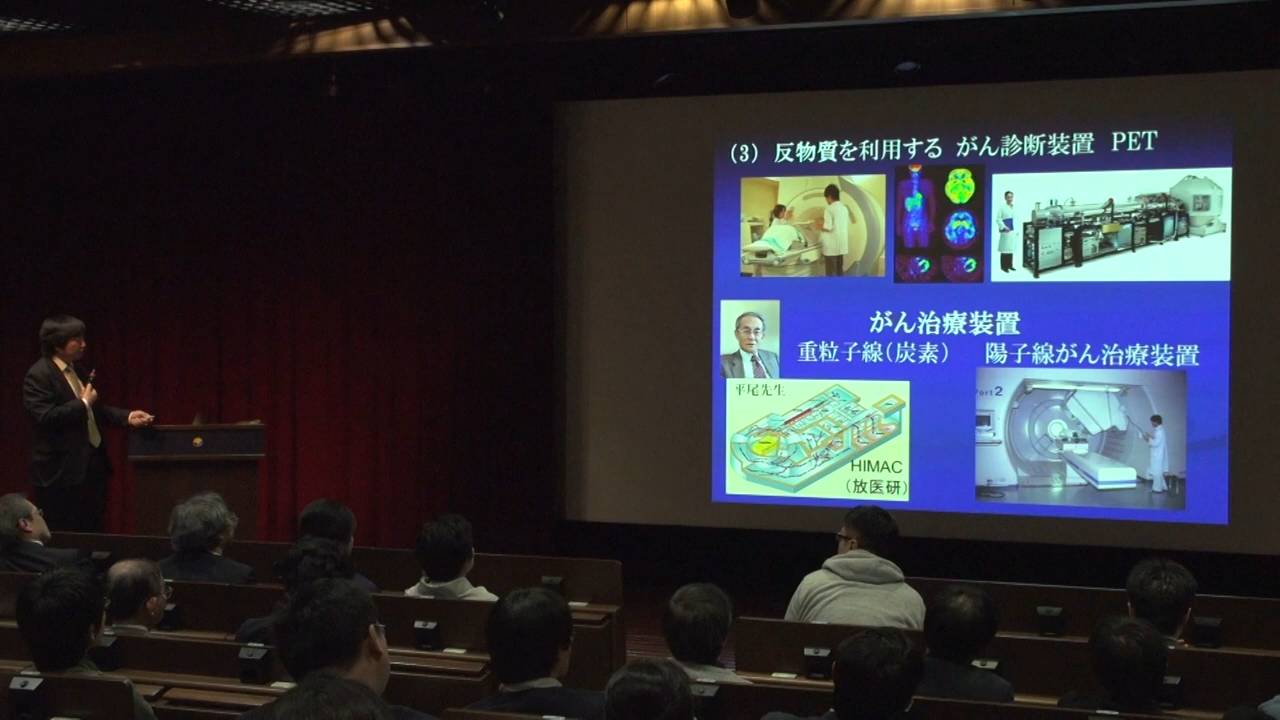 (3) 反物質を利用する がん診断装置 PET
がん治療装置
重粒子線(炭素) 陽子線がん治療装置
平尾先生
HIMAC
(放医研)
Port2